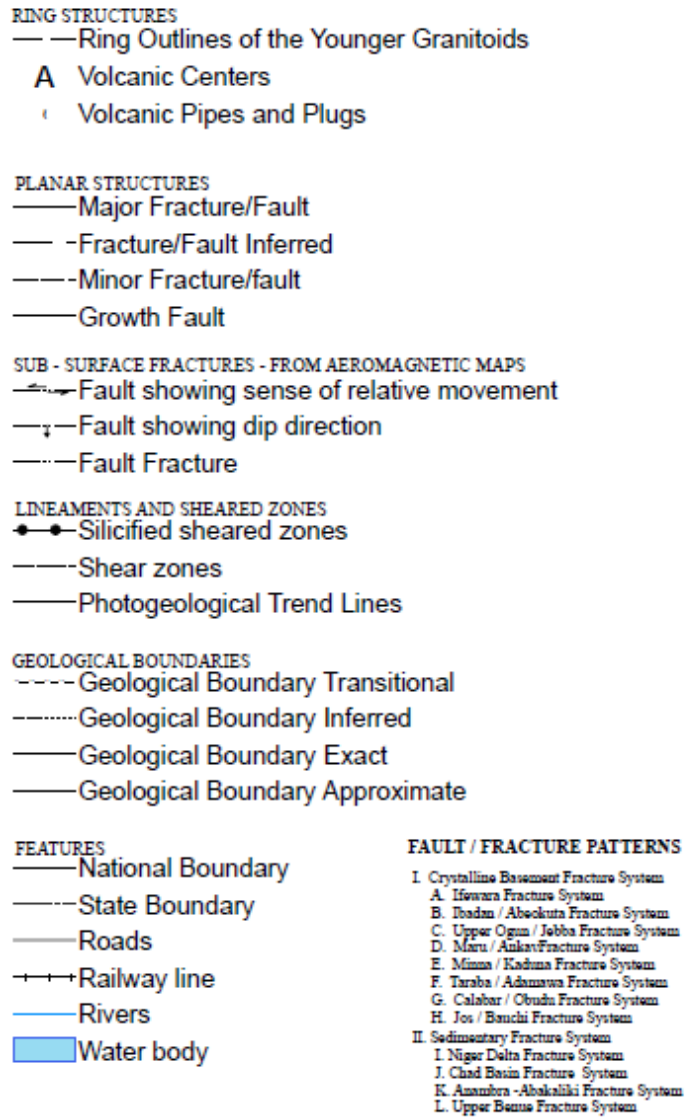 RING STRUCTURES
Ring Outlines of the Younger Granitoids
A Volcanic Centers
Volcanic Pipes and Plugs
PLANAR STRUCTURES
Major Fracture/Fault
Fracture/Fault Inferred
Minor Fracture/fault
Growth Fault
SUB - SURFACE FRACTURES - FROM AEROMAGNETIC MAPS
Fault showing sense of relative movement
Fault showing dip direction
Fault Fracture
LINEAMENTS AND SHEARED ZONES
Silicified sheared zones
Shear zones
Photogeological Trend Lines
GEOLOGICAL BOUNDARIES
Geological Boundary Transitional
Geological Boundary Inferred
Geological Boundary Exact
Geological Boundary Approximate
FEATURES
National Boundary
State Boundary
Roads
Railway line
Rivers
Water body
FAULT / FRACTURE PATTERNS
I. Crystalline Basement Fracture System
A. Ifewara Fracture System
B. Ibadan / Abeokuta Fracture System
C. Upper Ogun / Jebba Fracture System
D. Maru / AnkavFracture System
E. Minna / Kaduna Fracture System
F. Taraba / Adamawa Fracture System
G. Calabar / Obudu Fracture System
H. Jos / Bauchi Fracture System
II. Sedimentary Fracture System
I. Niger Delta Fracture System
J. Chad Basin Fracture System
K. Anambra -Abakaliki Fracture System
L. Upper Benue Fracture System